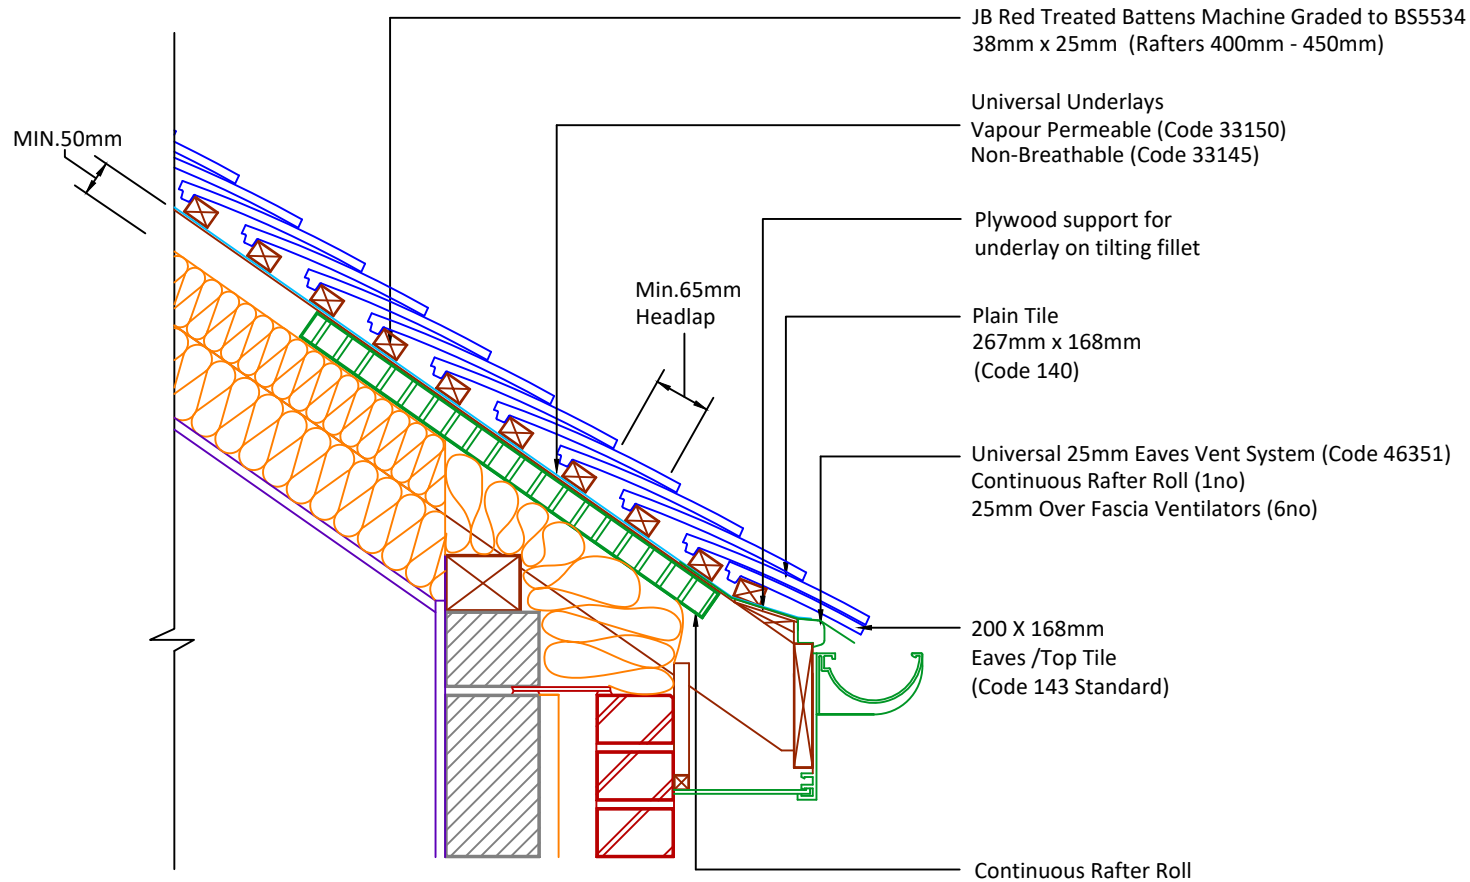 JB Red Treated Battens Machine Graded to BS5534
38mm x 25mm (Rafters 400mm - 450mm)
Universal Underlays
Vapour Permeable (Code 33150)
Non-Breathable (Code 33145)
MIN.50mm
Plywood support for
underlay on tilting fillet
Min.65mm
Headlap
Plain Tile
267mm x 168mm
(Code 140)
Universal 25mm Eaves Vent System (Code 46351)
Continuous Rafter Roll (1no)
25mm Over Fascia Ventilators (6no)
200 X 168mm
Eaves /Top Tile
(Code 143 Standard)
Continuous Rafter Roll